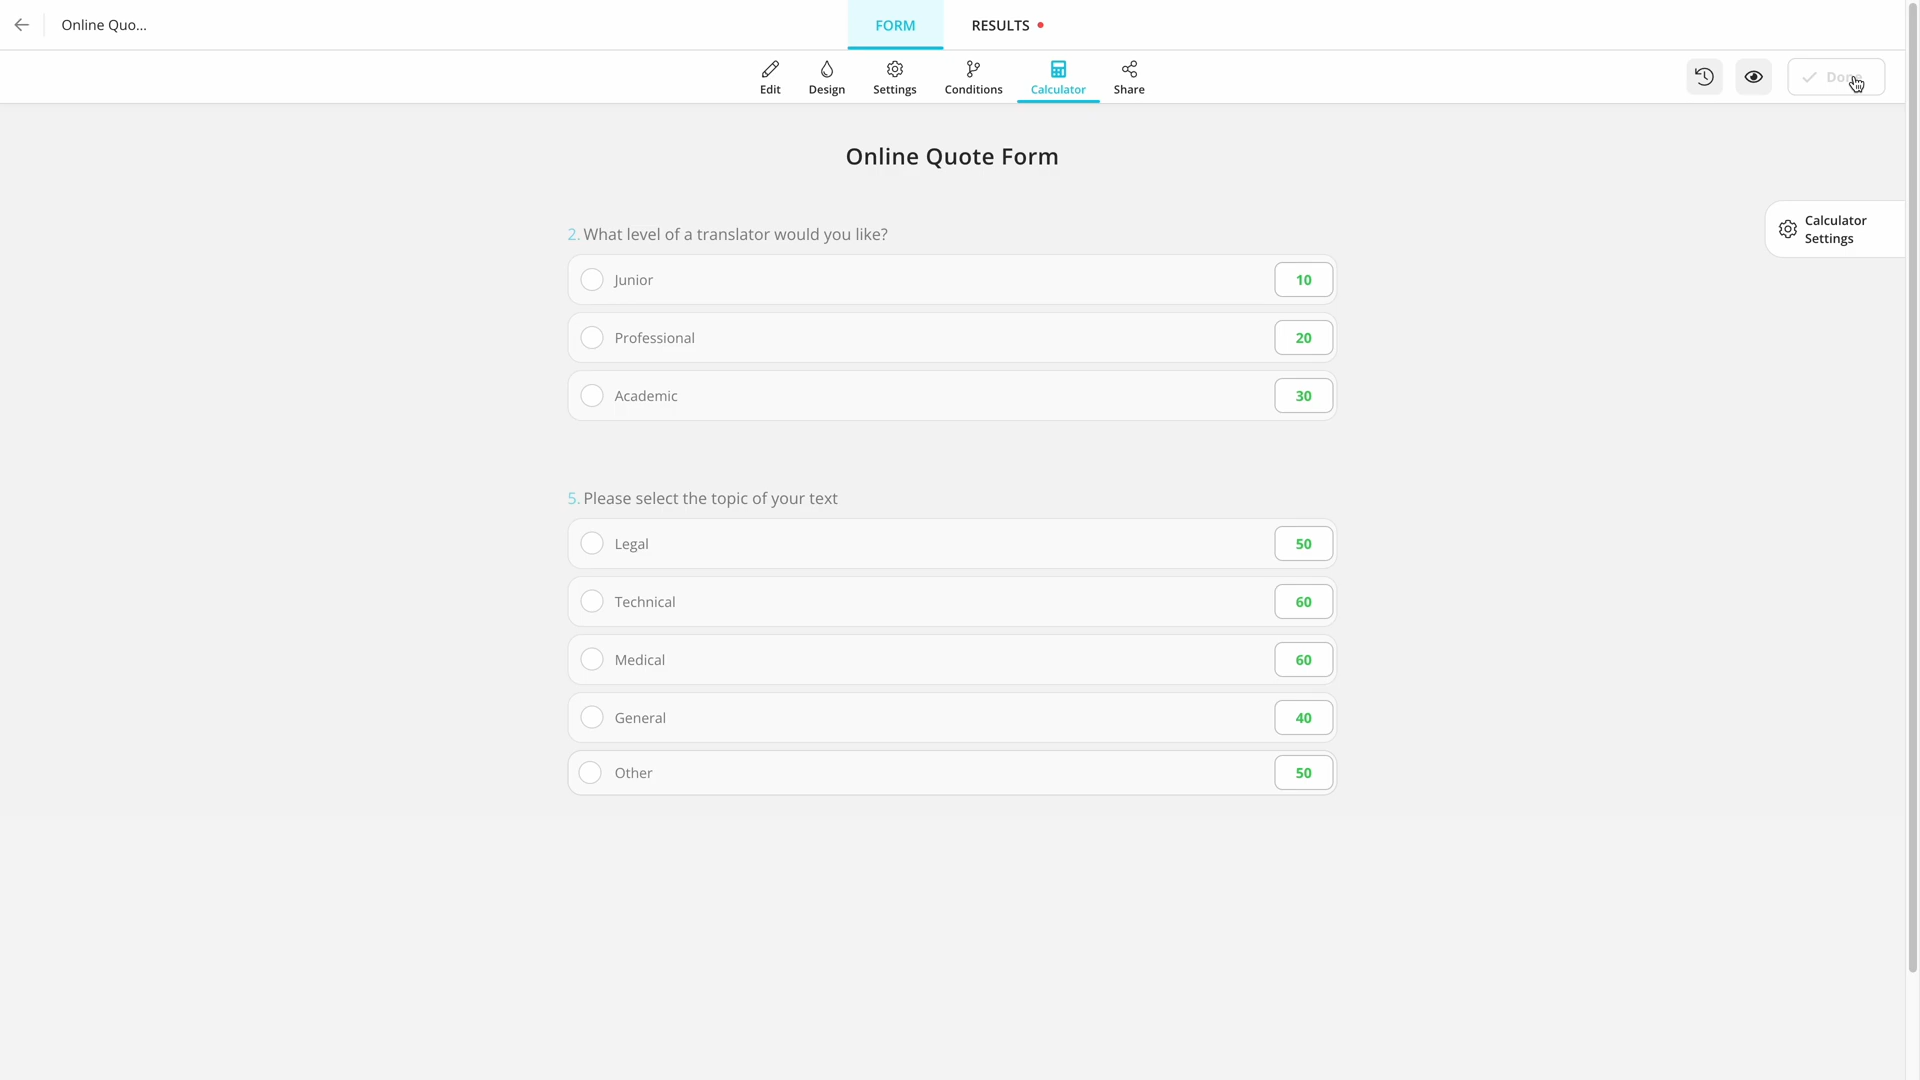 Online Quo...
FORM
RESULTS
Edit
Design
Settings
Conditions
Calculator
Share
Online Quote Form
Calculator
Settings
2. What level of a translator would you like?
Junior
10
Professional
20
Academic
30
5. Please select the topic of your text
Legal
50
Technical
60
Medical
60
General
40
Other
50